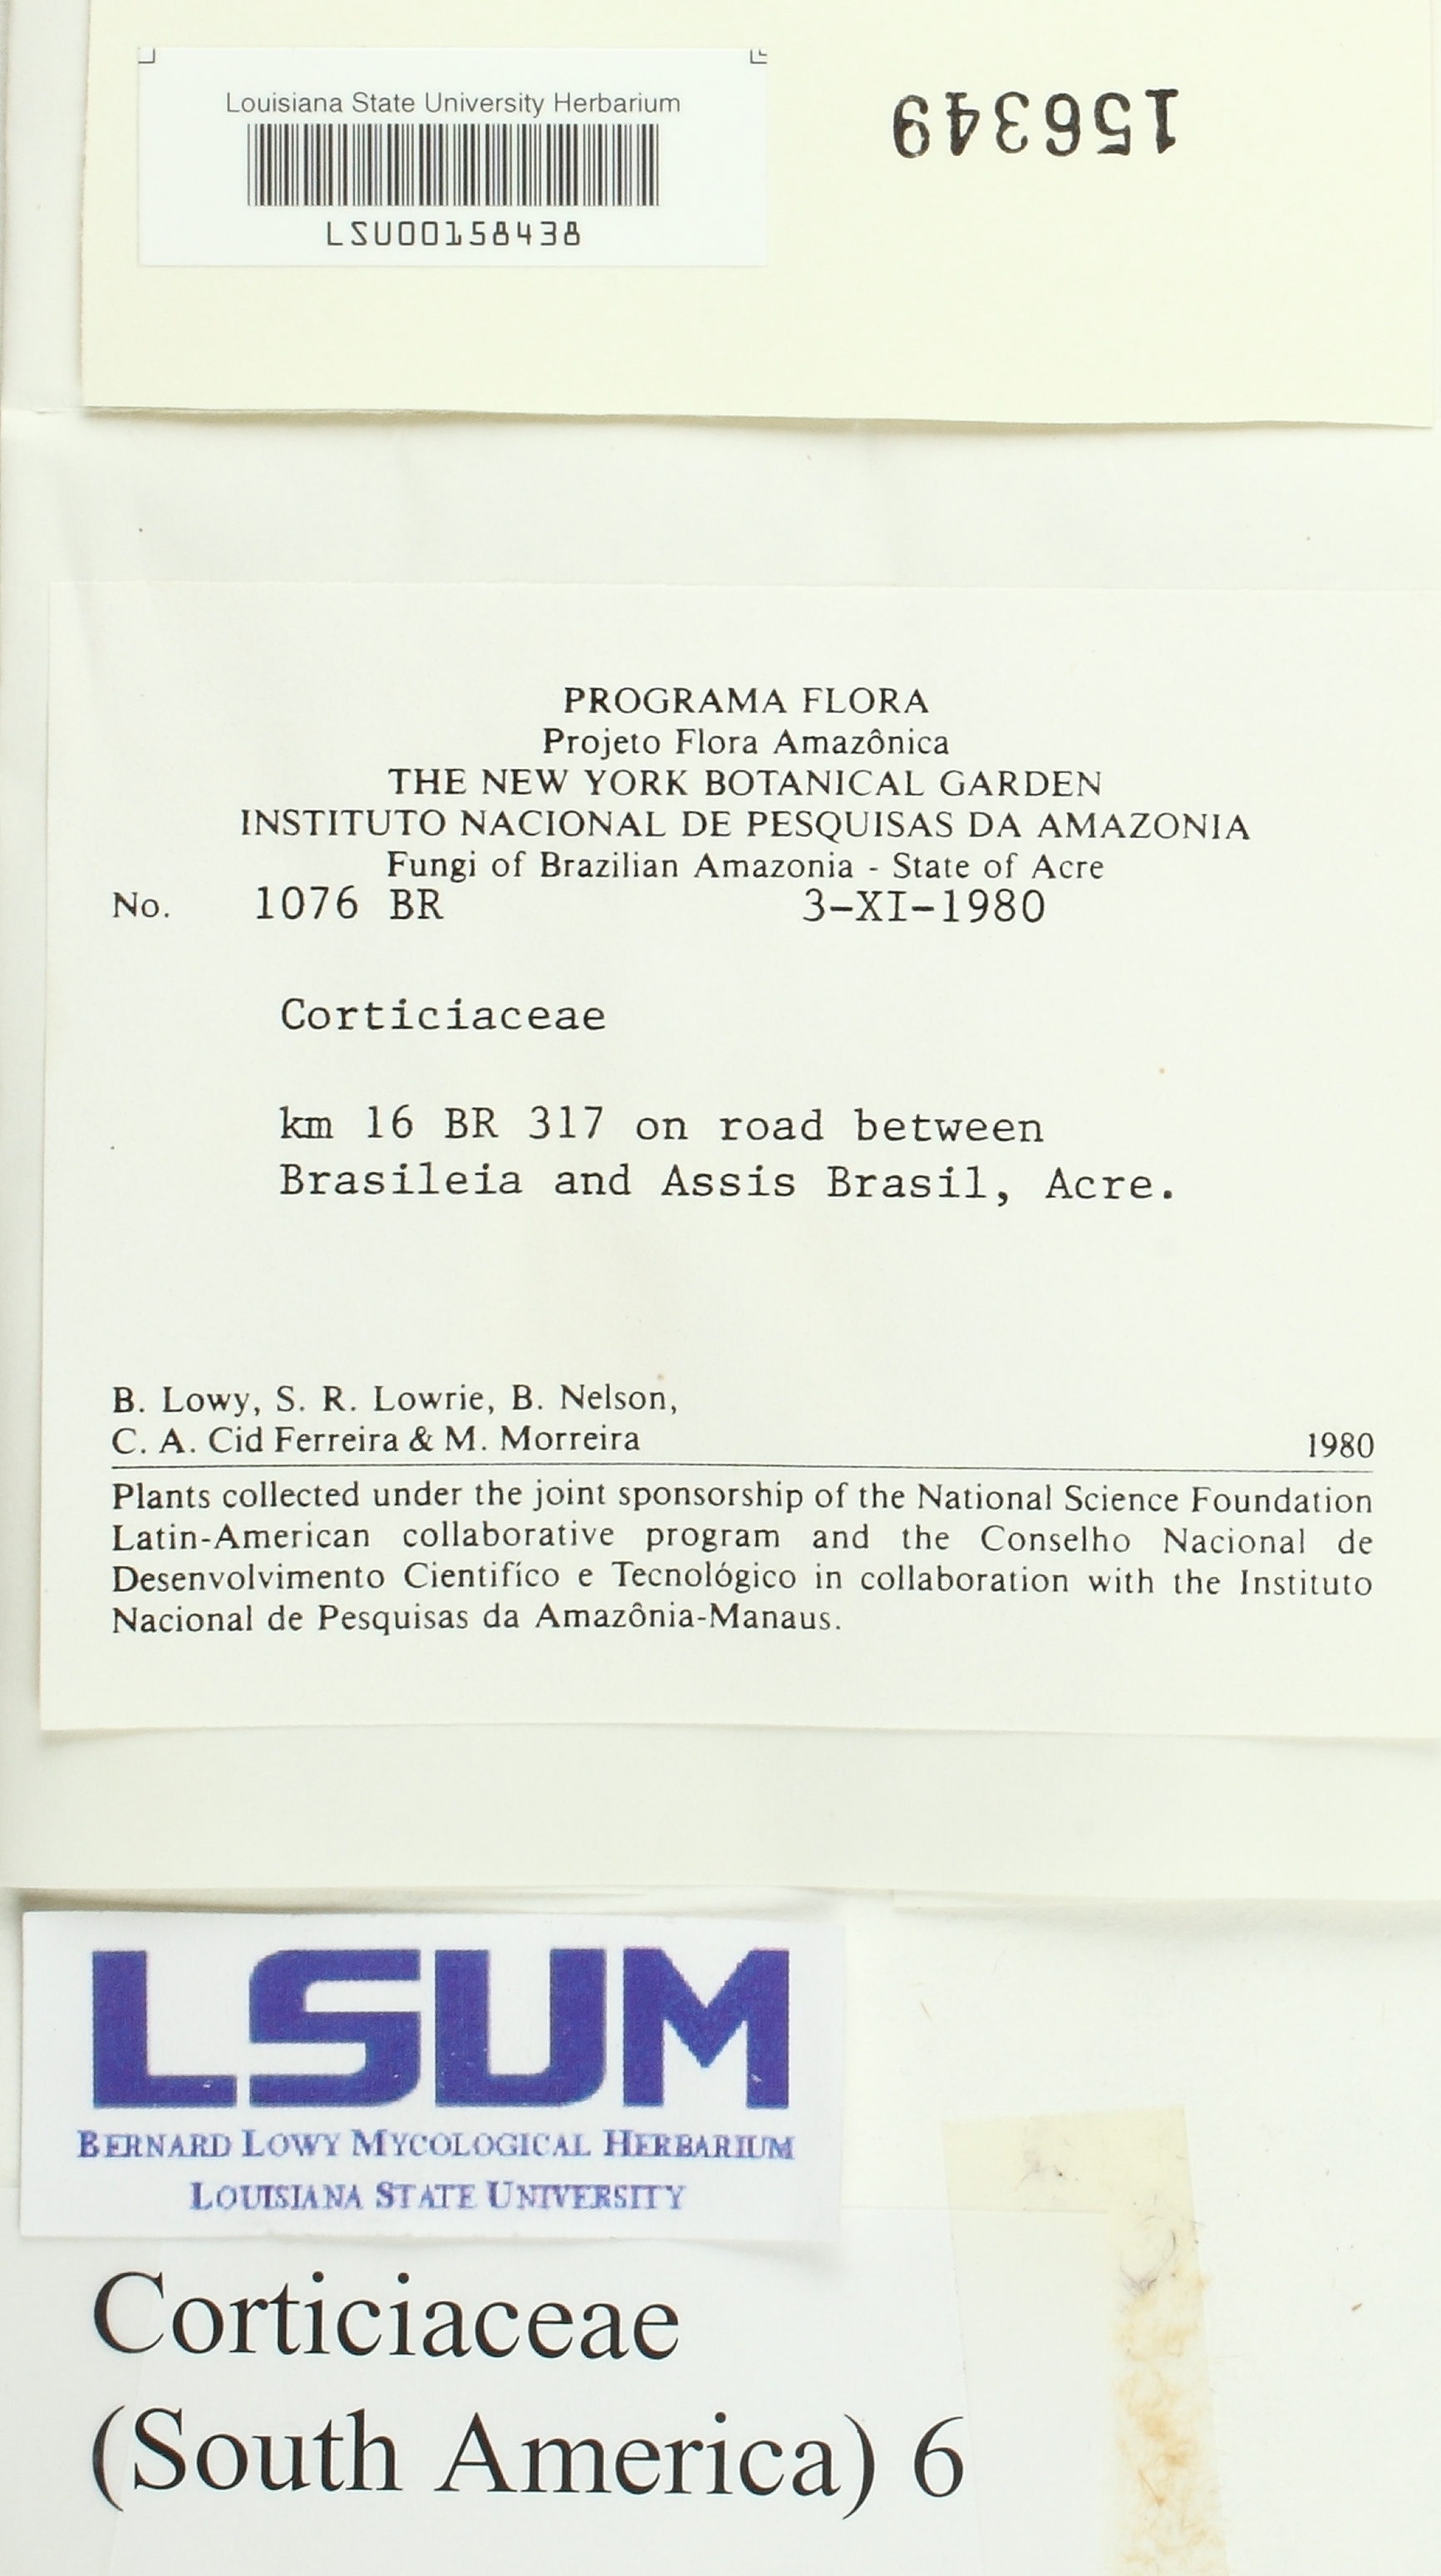 Louisiana State University Herbarium
LSU00158438
156349
PROGRAMA FLORA
Projeto Flora Amazônica
THE NEW YORK BOTANICAL GARDEN
INSTITUTO NACIONAL DE PESQUISAS DA AMAZONIA
Fungi of Brazilian Amazonia - State of Acre
No. 1076 BR 3-XI-1980
Corticiaceae
km 16 BR 317 on road between
Brasileia and Assis Brasil, Acre.
B. Lowy, S. R. Lowrie, B. Nelson,
C. A. Cid Ferreira & M. Morreira 1980
Plants collected under the joint sponsorship of the National Science Foundation
Latin-American collaborative program and the Conselho Nacional de
Desenvolvimento Cientifíco e Tecnológico in collaboration with the Instituto
Nacional de Pesquisas da Amazônia-Manaus.
LSUM
BERNARD LOWY MYCOLOGICAL HERBARIUM
LOUISIANA STATE UNIVERSITY
Corticiaceae
(South America) 6